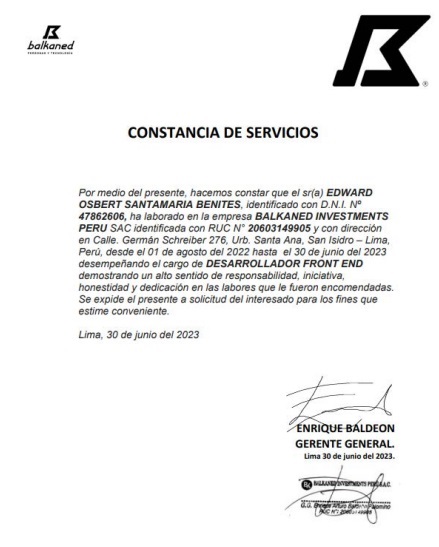 balkaned
PERSONAS Y TECNOLOGÍA
®
CONSTANCIA DE SERVICIOS
Por medio del presente, hacemos constar que el sr(a) EDWARD
OSBERT SANTAMARIA BENITES, identificado con D.N.I. Nº
47862606, ha laborado en la empresa BALKANED INVESTMENTS
PERU SAC identificada con RUC N° 20603149905 y con dirección
en Calle. Germán Schreiber 276, Urb. Santa Ana, San Isidro – Lima,
Perú, desde el 01 de agosto del 2022 hasta el 30 de junio del 2023
desempeñando el cargo de DESARROLLADOR FRONT END
demostrando un alto sentido de responsabilidad, iniciativa,
honestidad y dedicación en las labores que le fueron encomendadas.
Se expide el presente a solicitud del interesado para los fines que
estime conveniente.
Lima, 30 de junio del 2023
ENRIQUE BALDEON
GERENTE GENERAL.
Lima 30 de junio del 2023.
BALKANED INVESTMENTS PERU S.A.C.
G.G. Enrique Arturo Baldeon
RUC N°: 20603149905